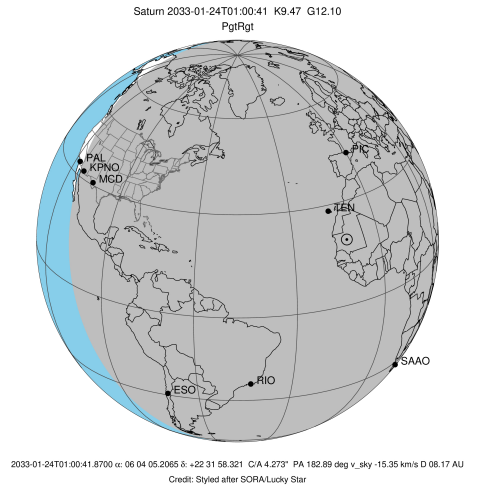 Saturn 2033-01-24T01:00:41 K9.47 G12.10
PgtRgt
PAL
KPNO
MCD
PIC
TEN
SAAO
ESO
RIO
2033-01-24T01:00:41.8700 α: 06 04 05.2065 δ: +22 31 58.321 C/A 4.273" PA 182.89 deg v_sky -15.35 km/s D 08.17 AU
Credit: Styled after SORA/Lucky Star